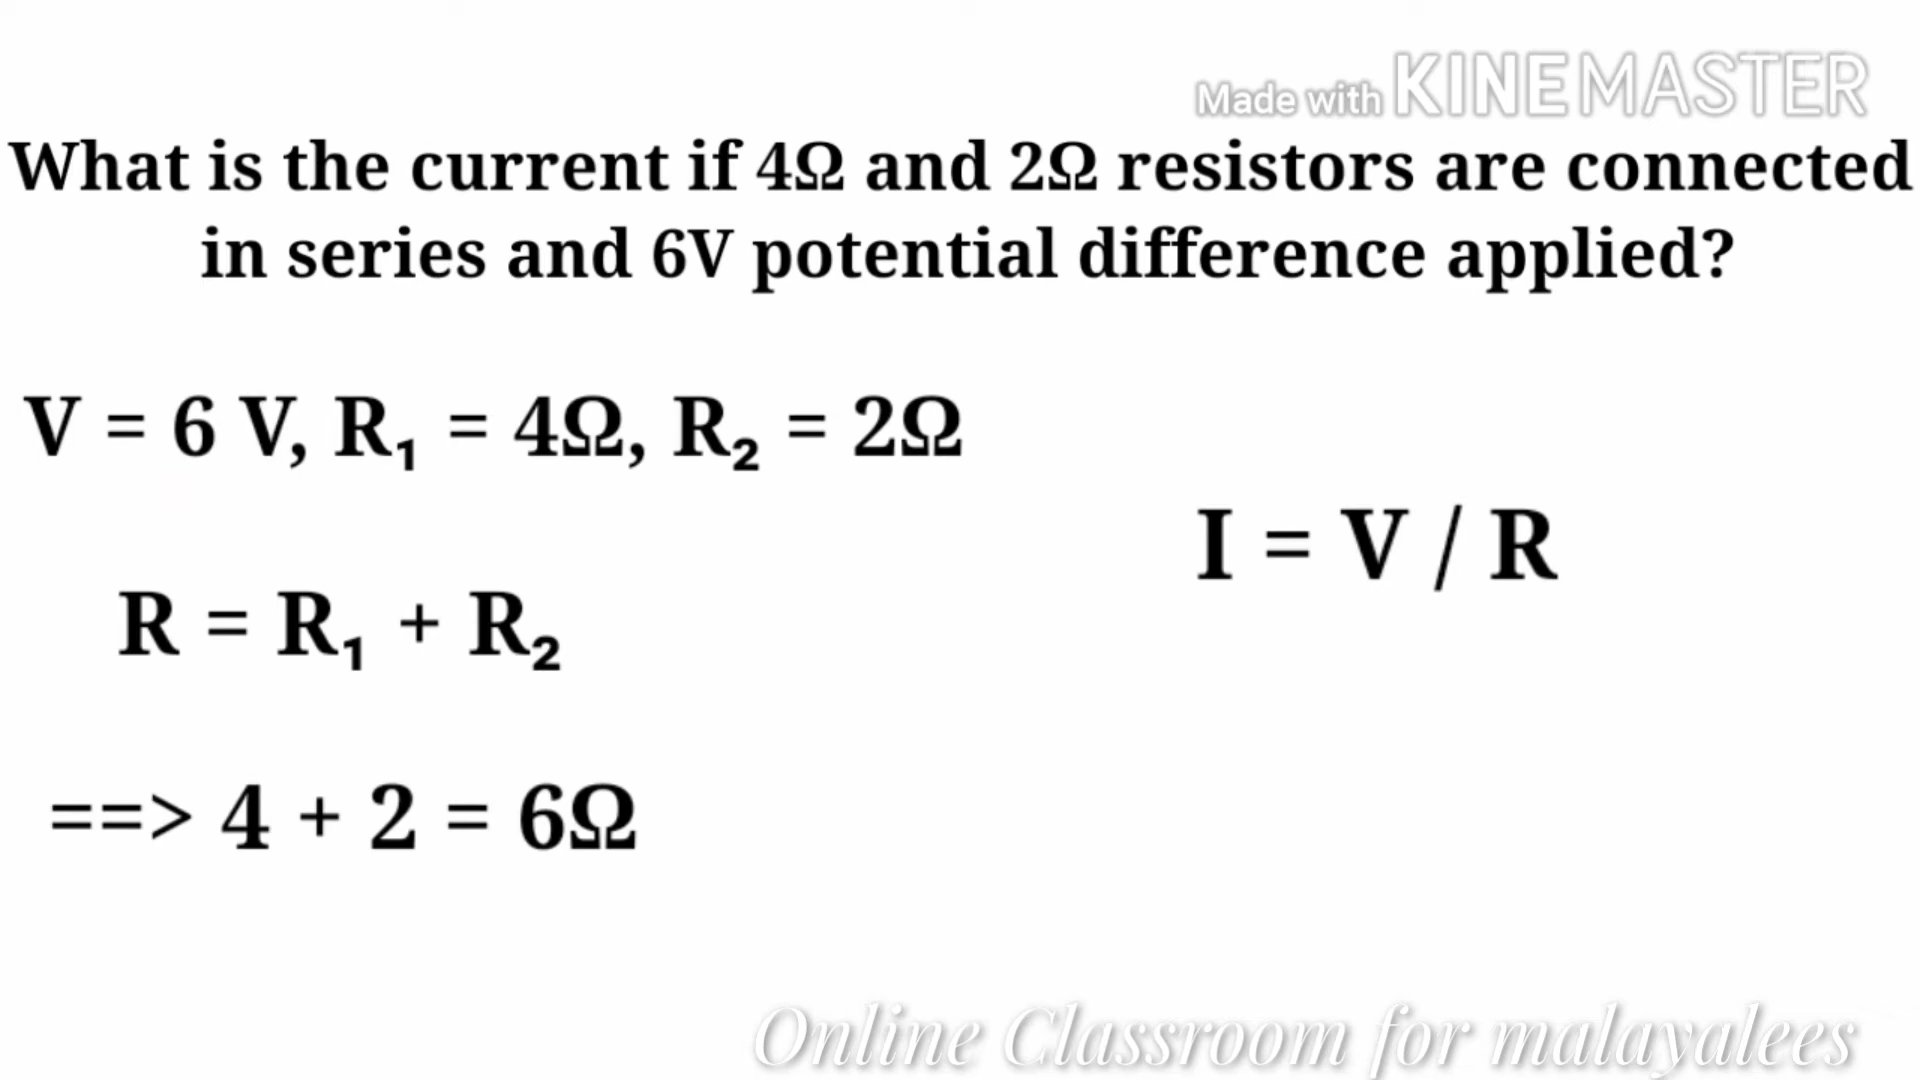 Made with KINEMASTER
What is the current if 4Ω and 2Ω resistors are connected
in series and 6V potential difference applied?
V = 6 V, R₁ = 4Ω, R₂ = 2Ω
I = V / R
R = R₁ + R₂
==> 4 + 2 = 6Ω
Online Classroom for malayalees